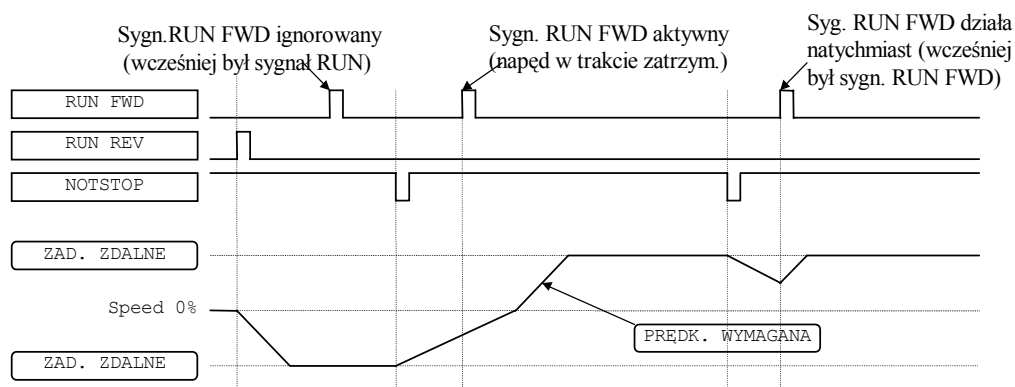 Sygn.RUN FWD ignorowany
(wcześniej był sygnał RUN)
Sygn. RUN FWD aktywny
(napęd w trakcie zatrzym.)
Syg. RUN FWD działa
natychmiast (wcześniej
był sygn. RUN FWD)
RUN FWD
RUN REV
NOTSTOP
ZAD. ZDALNE
Speed 0%
PRĘDK. WYMAGANA
ZAD. ZDALNE